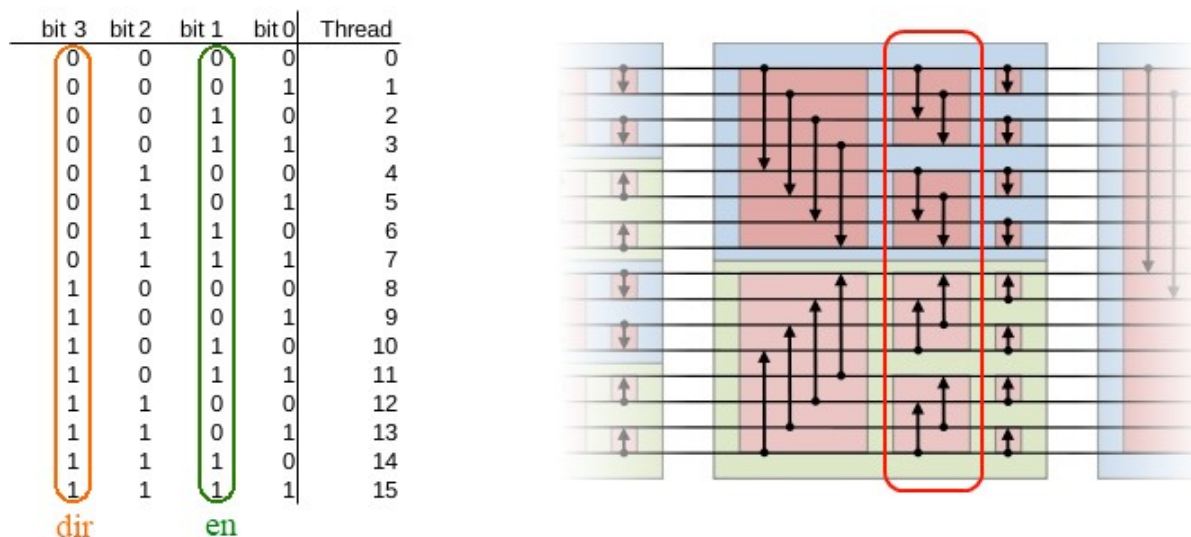 bit 3 bit 2 bit 1 bit 0 Thread
0 0 0 0 0
0 0 0 1 1
0 0 1 0 2
0 0 1 1 3
0 1 0 0 4
0 1 0 1 5
0 1 1 0 6
0 1 1 1 7
1 0 0 0 8
1 0 0 1 9
1 0 1 0 10
1 0 1 1 11
1 1 0 0 12
1 1 0 1 13
1 1 1 0 14
1 1 1 1 15
dir en